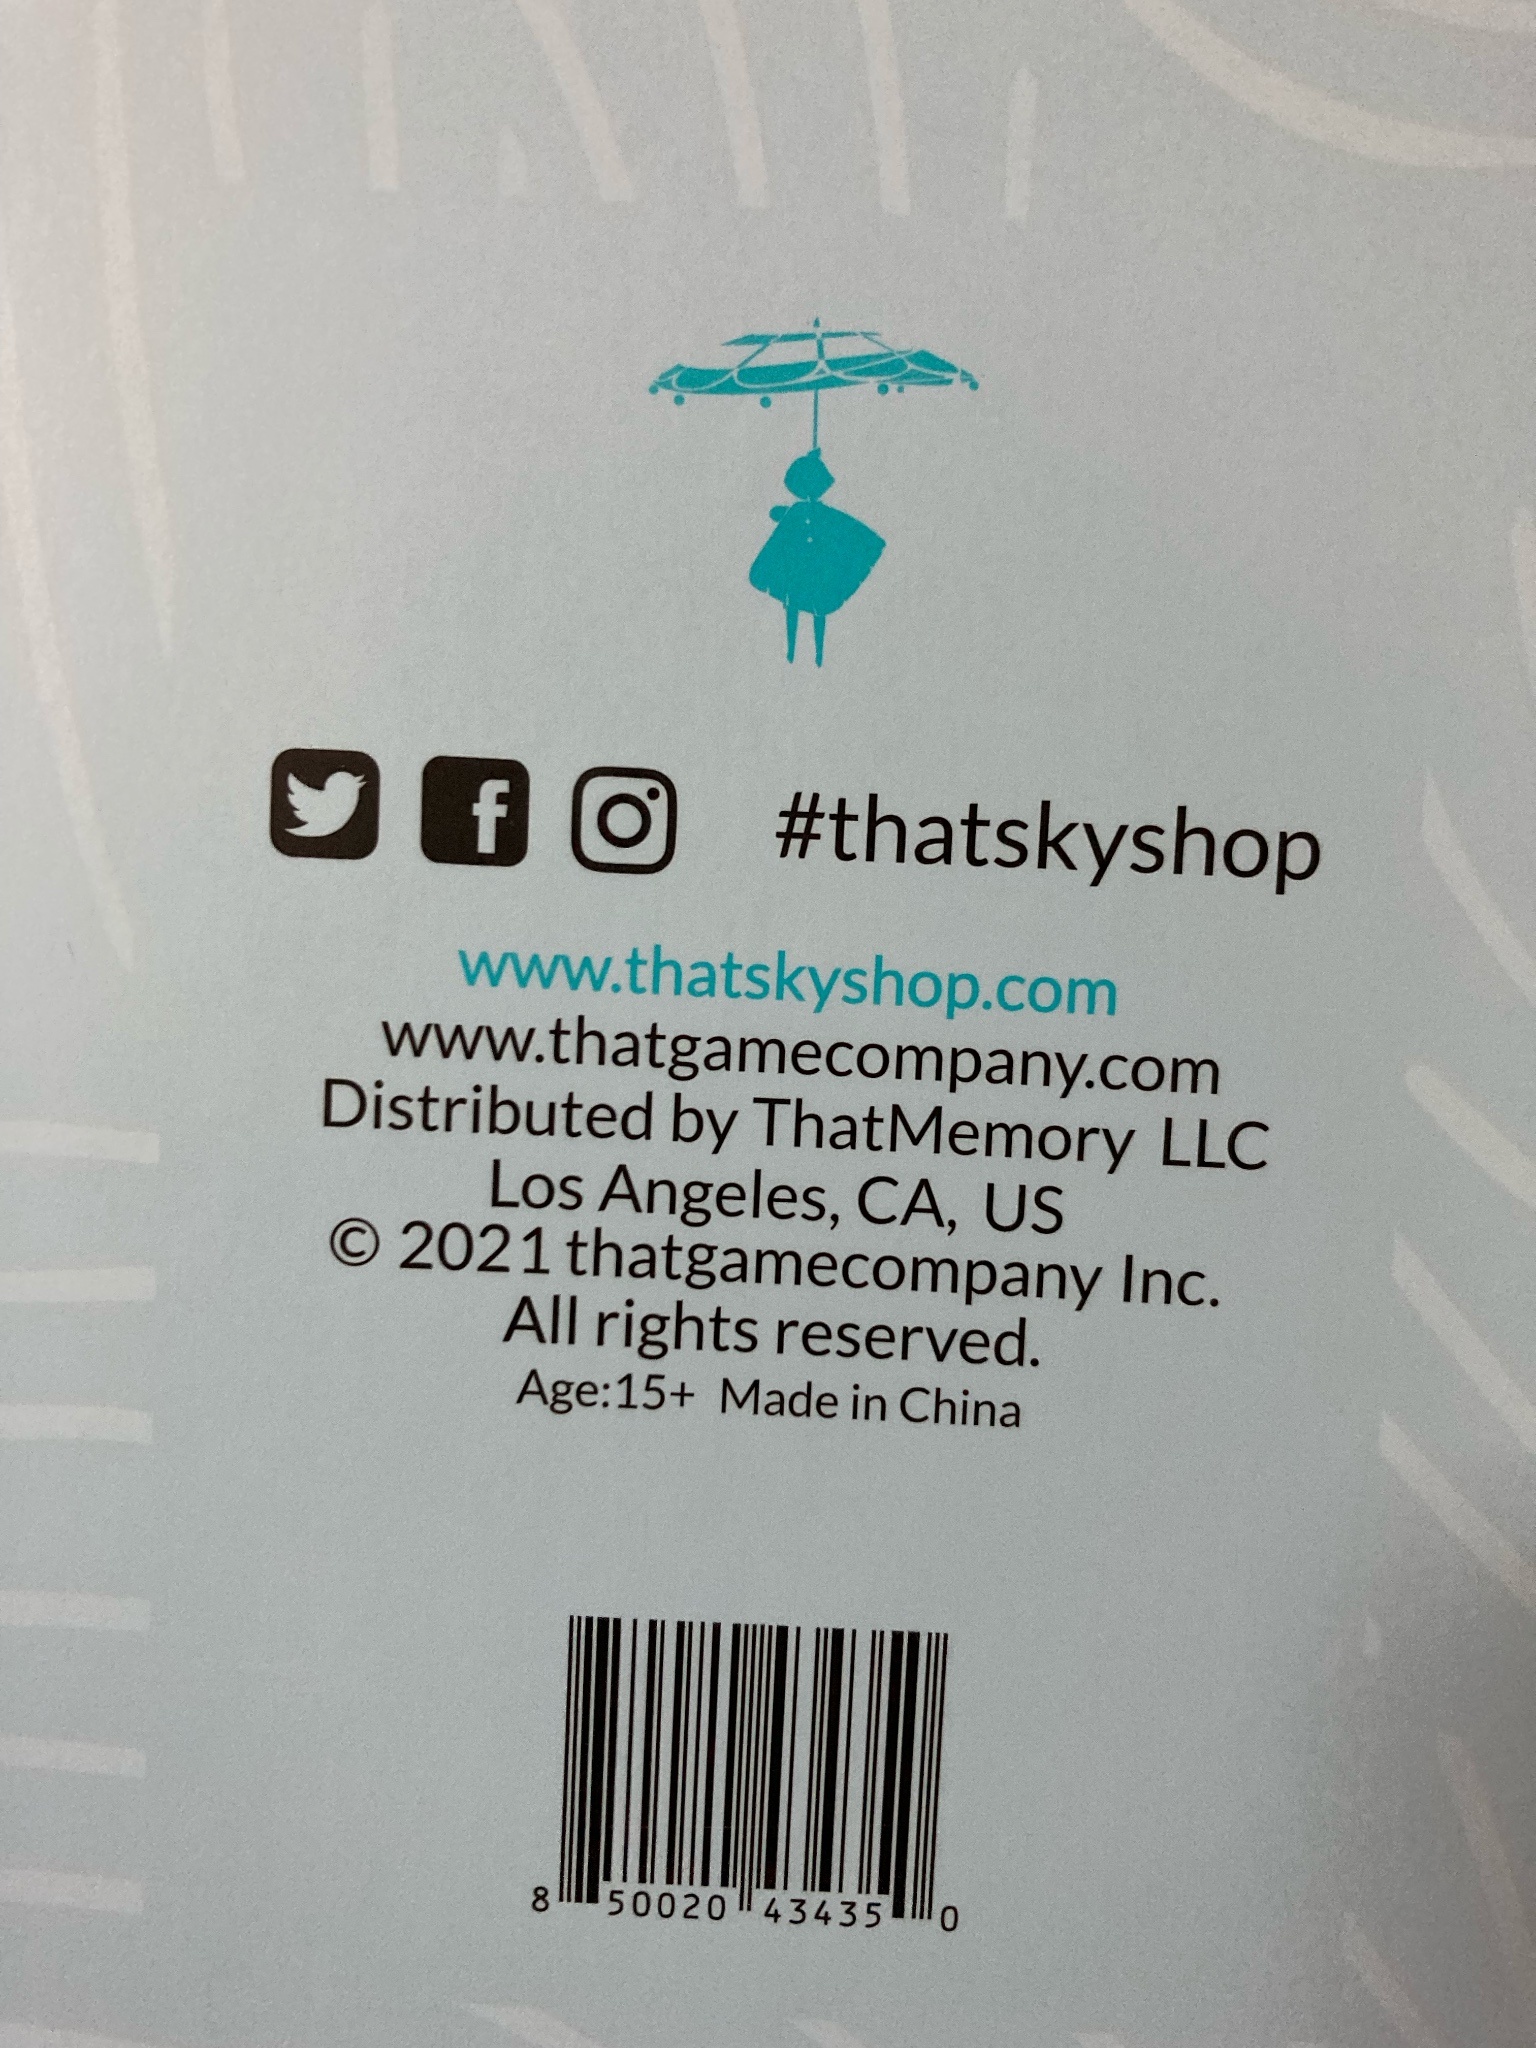 #thatskyshop
www.thatskyshop.com
www.thatgamecompany.com
Distributed by ThatMemory LLC
Los Angeles, CA, US
© 2021 thatgamecompany Inc.
All rights reserved.
Age:15+ Made in China
8 50020 43435 0